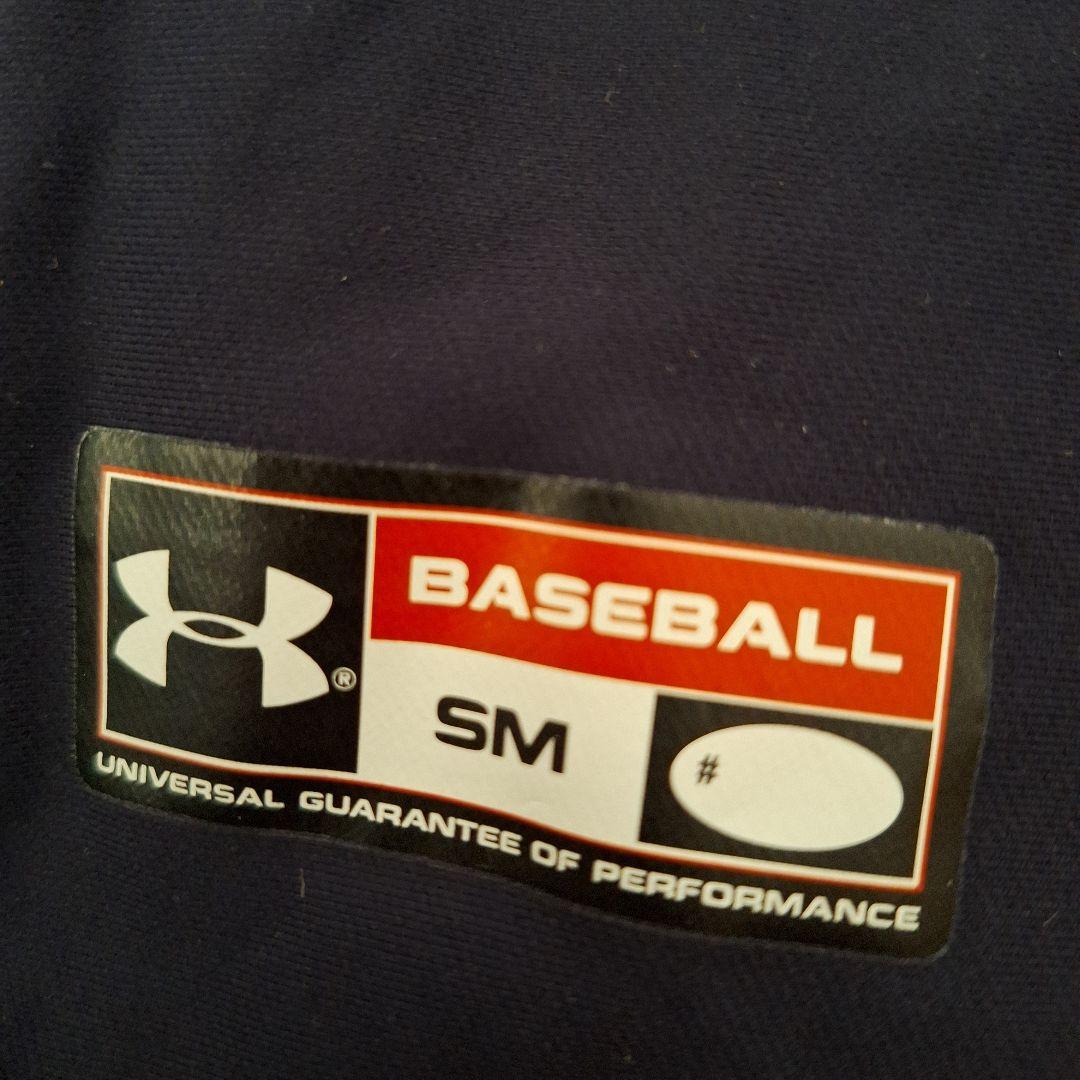 BASEBALL
®
SM
#
UNIVERSAL GUARANTEE OF PERFORMANCE